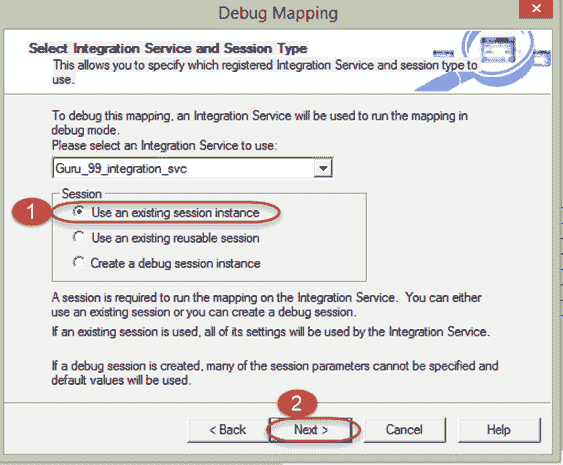 Debug Mapping
Select Integration Service and Session Type
This allows you to specify which registered Integration Service and session type to
use.
To debug this mapping, an Integration Service will be used to run the mapping in
debug mode.
Please select an Integration Service to use:
Guru_99_integration_svc
Session
1
Use an existing session instance
Use an existing reusable session
Create a debug session instance
A session is required to run the mapping on the Integration Service. You can either
use an existing session or you can create a debug session.
If an existing session is used, all of its settings will be used by the Integration Service.
If a debug session is created, many of the session parameters cannot be specified and
default values will be used.
2
< Back Next > Cancel Help